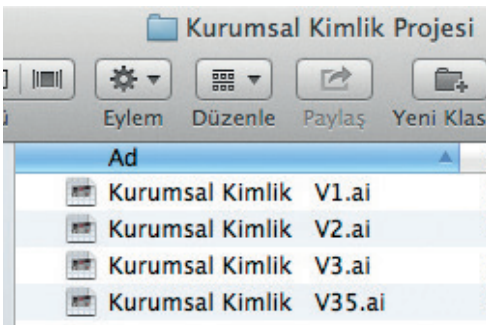 Kurumsal Kimlik Projesi
Eylem Düzenle Paylaş Yeni Klas
Ad
Kurumsal Kimlik V1.ai
Kurumsal Kimlik V2.ai
Kurumsal Kimlik V3.ai
Kurumsal Kimlik V35.ai